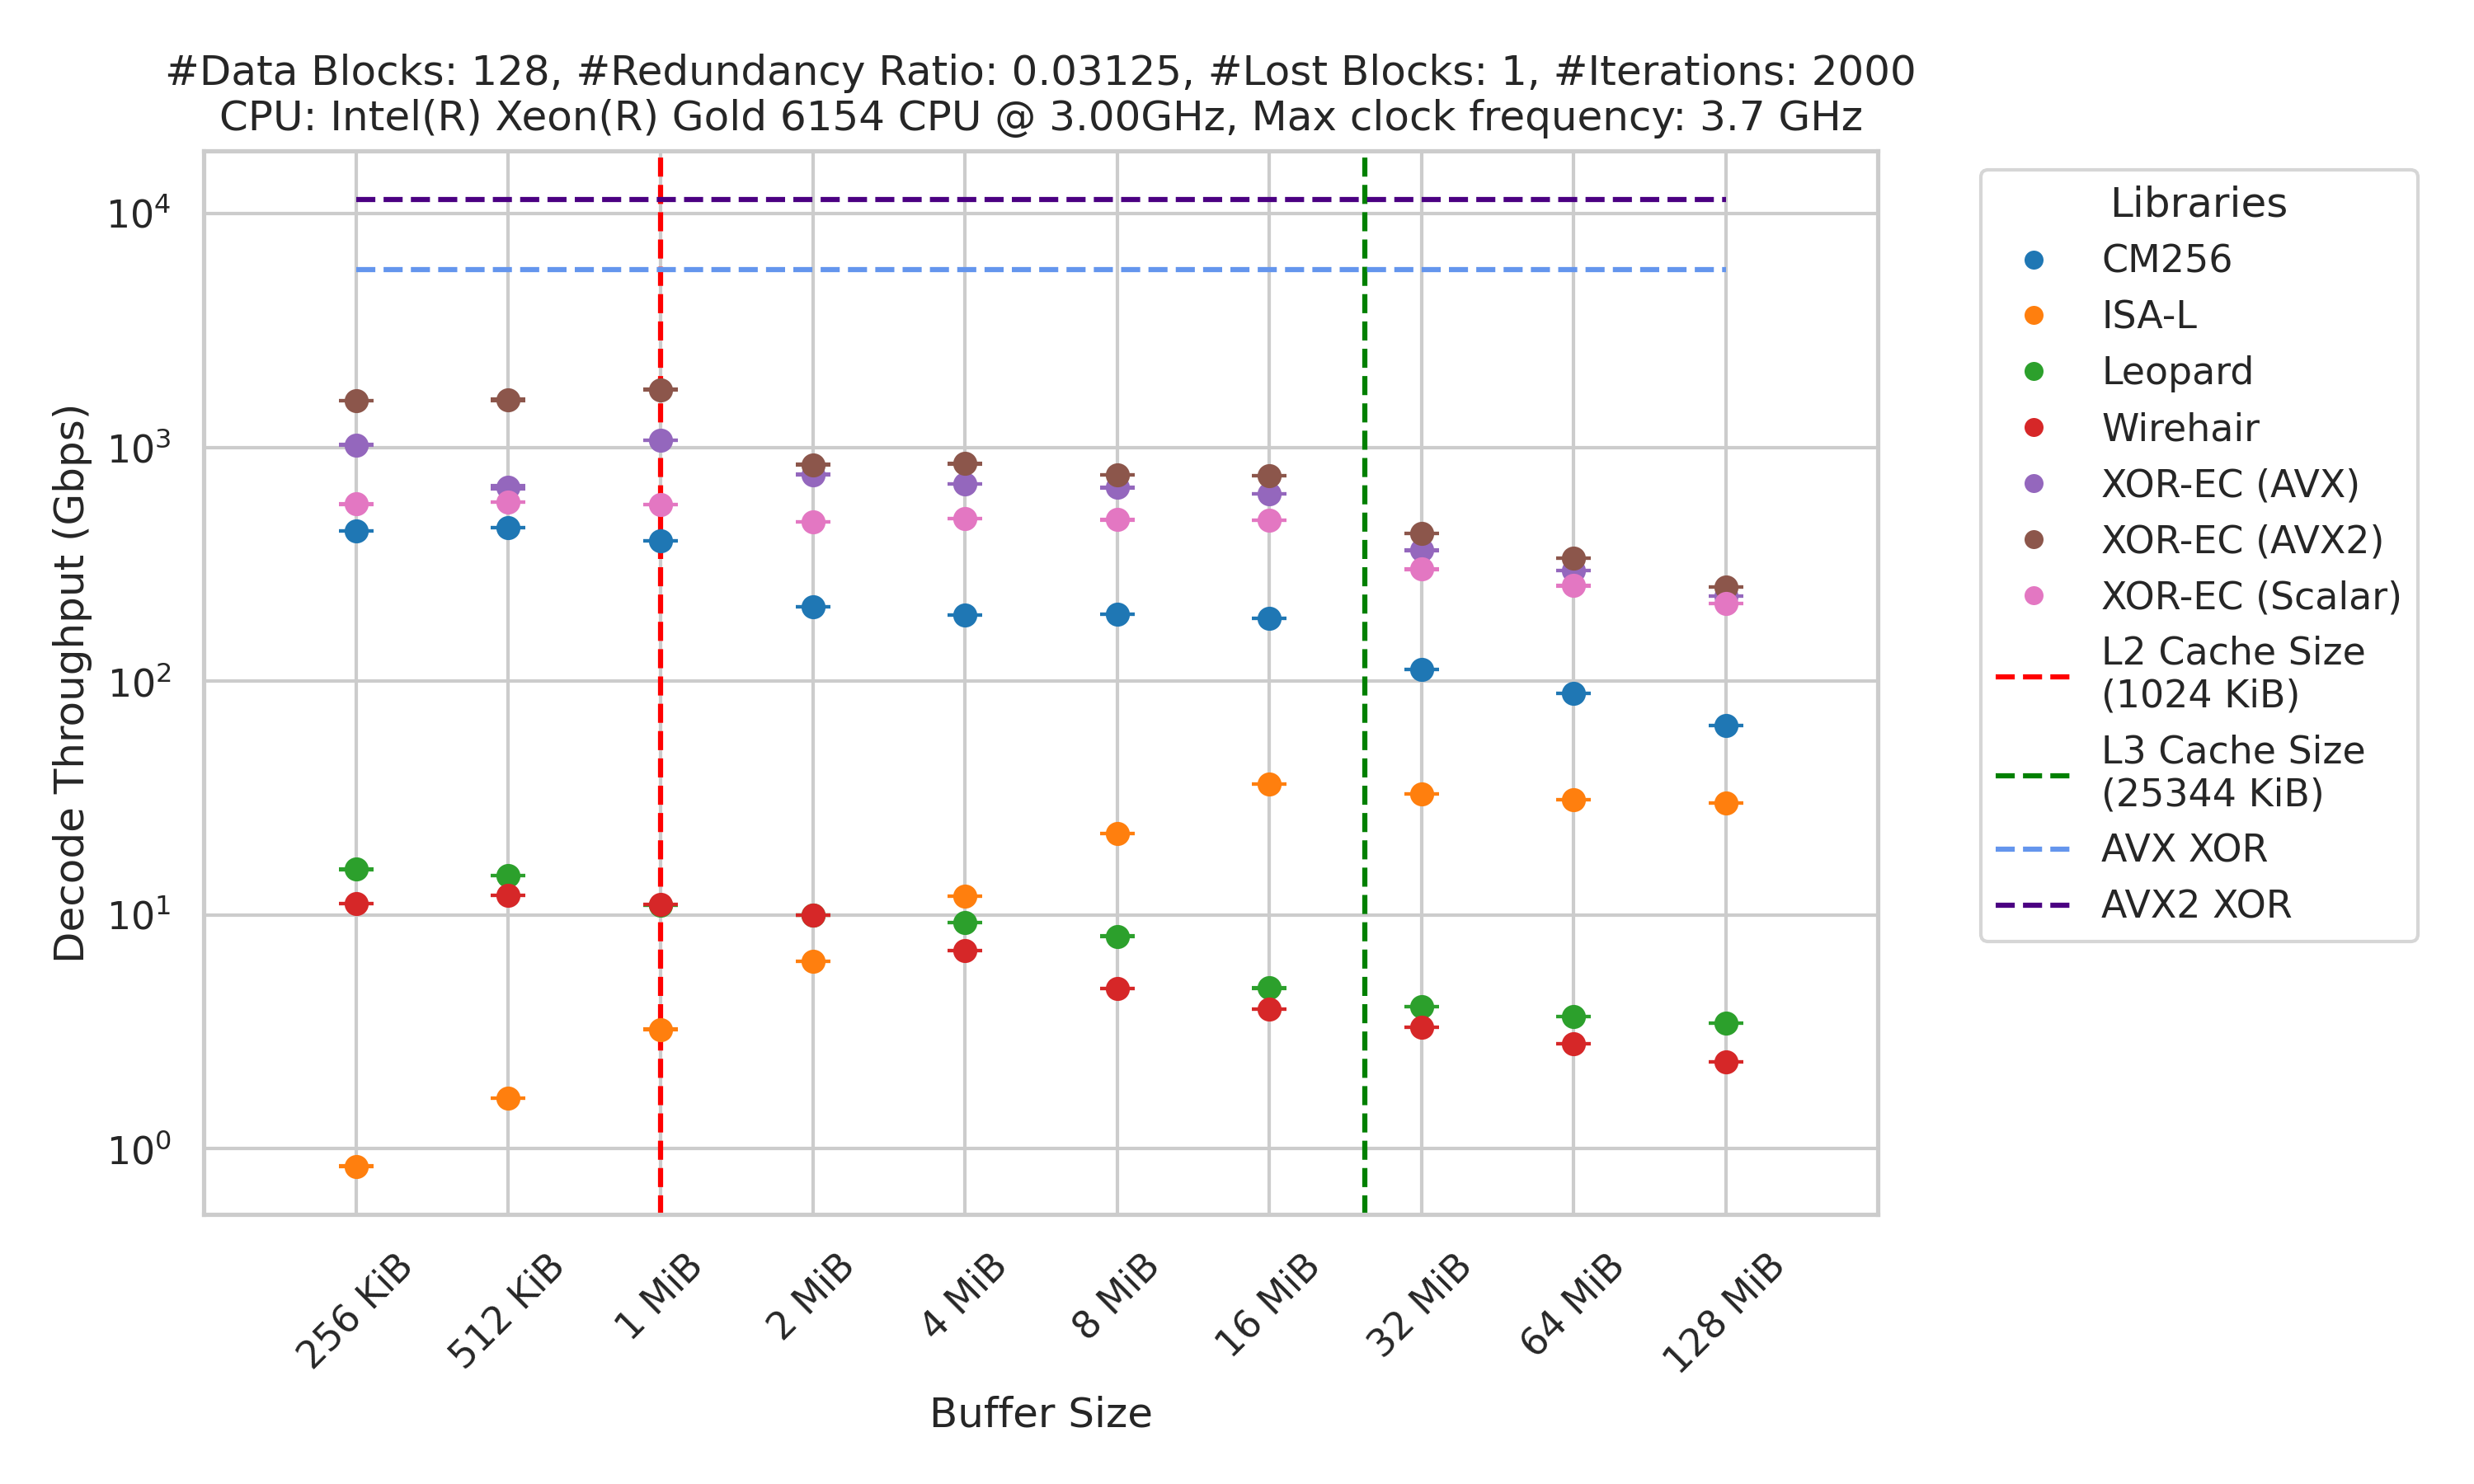 #Data Blocks: 128, #Redundancy Ratio: 0.03125, #Lost Blocks: 1, #Iterations: 2000
CPU: Intel(R) Xeon(R) Gold 6154 CPU @ 3.00GHz, Max clock frequency: 3.7 GHz
Decode Throughput (Gbps)
10⁴
10³
10²
10¹
10⁰
256 KiB
512 KiB
1 MiB
2 MiB
4 MiB
8 MiB
16 MiB
32 MiB
64 MiB
128 MiB
Buffer Size
Libraries
CM256
ISA-L
Leopard
Wirehair
XOR-EC (AVX)
XOR-EC (AVX2)
XOR-EC (Scalar)
L2 Cache Size
(1024 KiB)
L3 Cache Size
(25344 KiB)
AVX XOR
AVX2 XOR